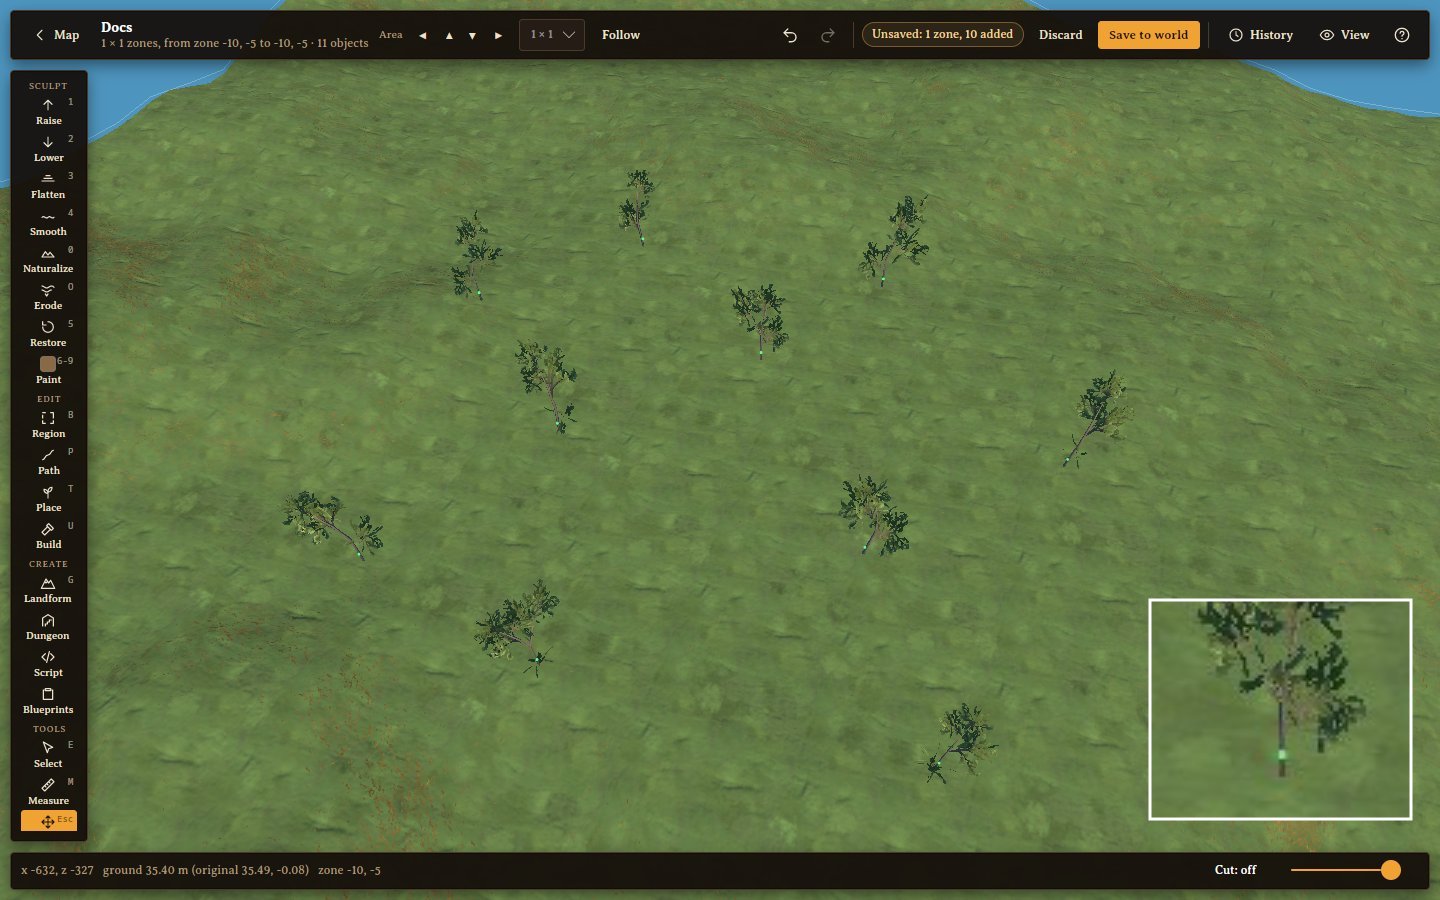 Map
Docs
1 × 1 zones, from zone -10, -5 to -10, -5 · 11 objects
Area
1 × 1
Follow
Unsaved: 1 zone, 10 added
Discard
Save to world
History
View
SCULPT
1
Raise
2
Lower
3
Flatten
4
Smooth
0
Naturalize
O
Erode
5
Restore
6-9
Paint
EDIT
B
Region
P
Path
T
Place
U
Build
CREATE
G
Landform
Dungeon
Script
Blueprints
TOOLS
E
Select
M
Measure
Esc
x -632, z -327 ground 35.40 m (original 35.49, -0.08) zone -10, -5
Cut: off